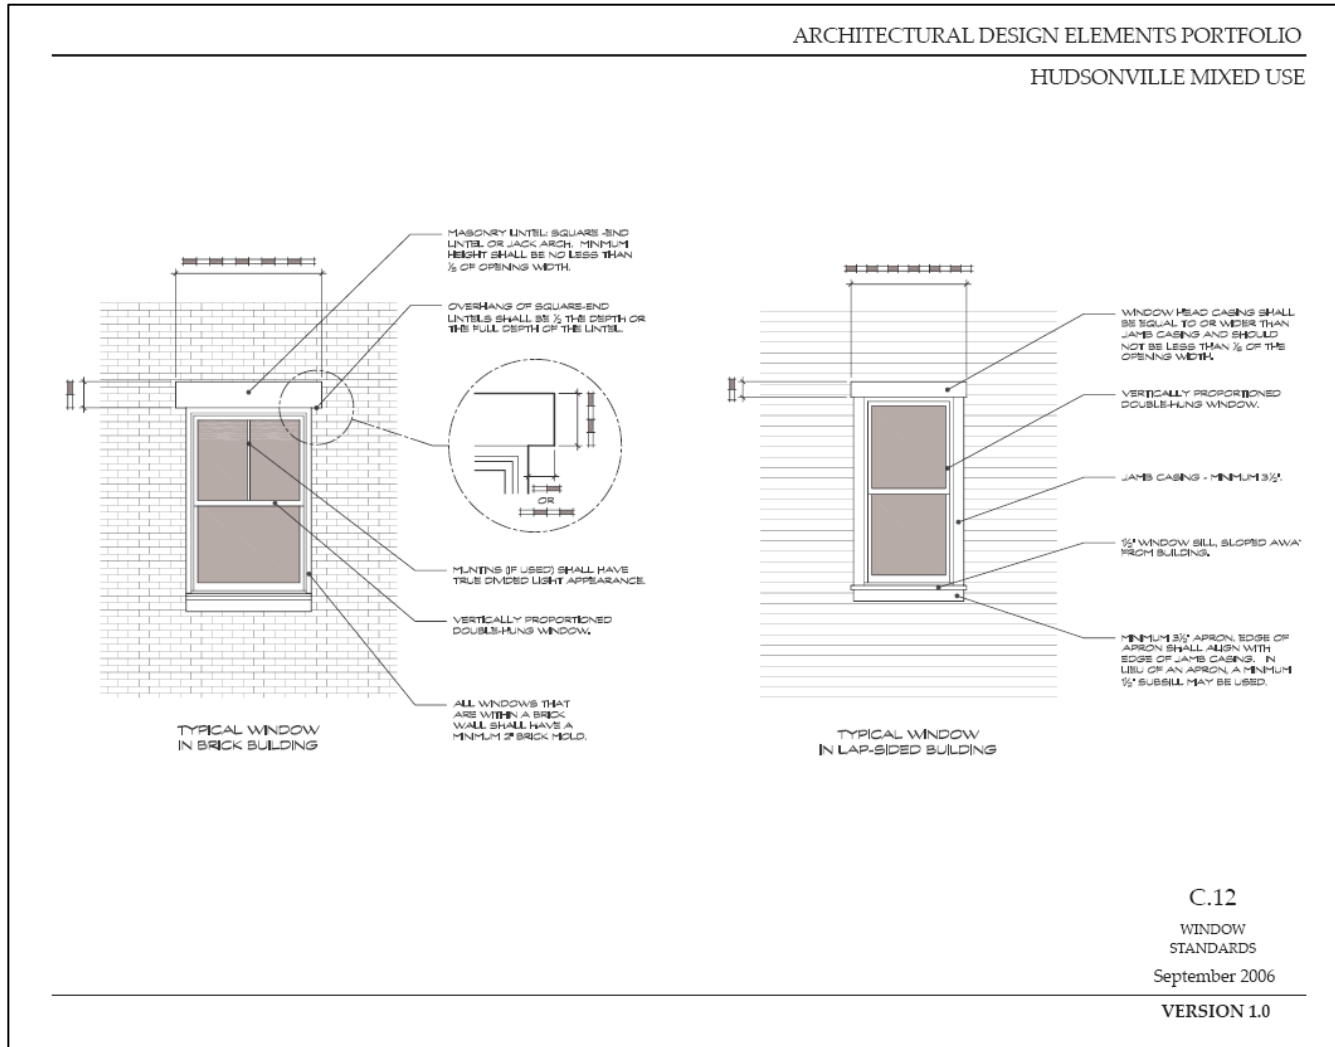 ARCHITECTURAL DESIGN ELEMENTS PORTFOLIO
HUDSONVILLE MIXED USE
MASONRY LINTEL: SQUARE-END
LINTEL OR JACK ARCH. MINIMUM
HEIGHT SHALL BE NO LESS THAN
OF OPENING WIDTH.
OVERHANG OF SQUARE-END
LINTELS SHALL BE ½ THE DEPTH OR
THE FULL DEPTH OF THE LINTEL.
OR
MUNTINS (IF USED) SHALL HAVE
TRUE DIVIDED LIGHT APPEARANCE.
VERTICALLY PROPORTIONED
DOUBLE-HUNG WINDOW.
ALL WINDOWS THAT
ARE WITHIN A BRICK
WALL SHALL HAVE A
MINIMUM 2" BRICK MOLD.
TYPICAL WINDOW
IN BRICK BUILDING
WINDOW HEAD CASING SHALL
BE EQUAL TO OR WIDER THAN
JAMB CASING AND SHOULD
NOT BE LESS THAN OF THE
OPENING WIDTH.
VERTICALLY PROPORTIONED
DOUBLE-HUNG WINDOW.
JAMB CASING - MINIMUM 3½".
1½" WINDOW SILL, SLOPED AWA
FROM BUILDING.
MINIMUM 3½" APRON. EDGE OF
APRON SHALL ALIGN WITH
EDGE OF JAMB CASING. IN
LIEU OF AN APRON, A MINIMUM
1½" SUBSILL MAY BE USED.
TYPICAL WINDOW
IN LAP-SIDED BUILDING
C.12
WINDOW
STANDARDS
September 2006
VERSION 1.0